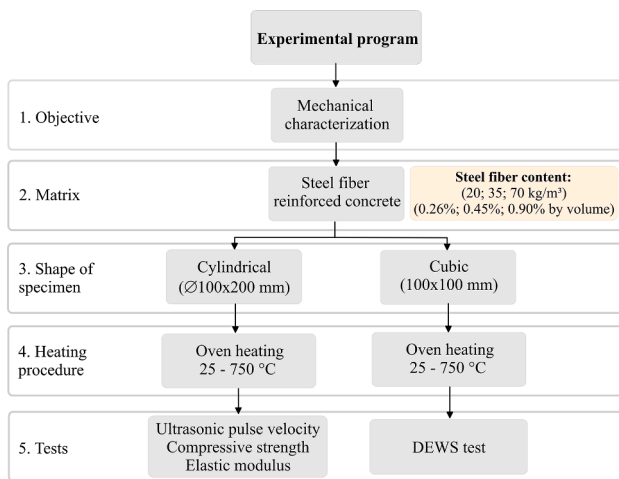 Experimental program
1. Objective
Mechanical
characterization
2. Matrix
Steel fiber
reinforced concrete
Steel fiber content:
(20; 35; 70 kg/m³)
(0.26%; 0.45%; 0.90% by volume)
3. Shape of
specimen
Cylindrical
(∅100x200 mm)
Cubic
(100x100 mm)
4. Heating
procedure
Oven heating
25 - 750 °C
Oven heating
25 - 750 °C
5. Tests
Ultrasonic pulse velocity
Compressive strength
Elastic modulus
DEWS test